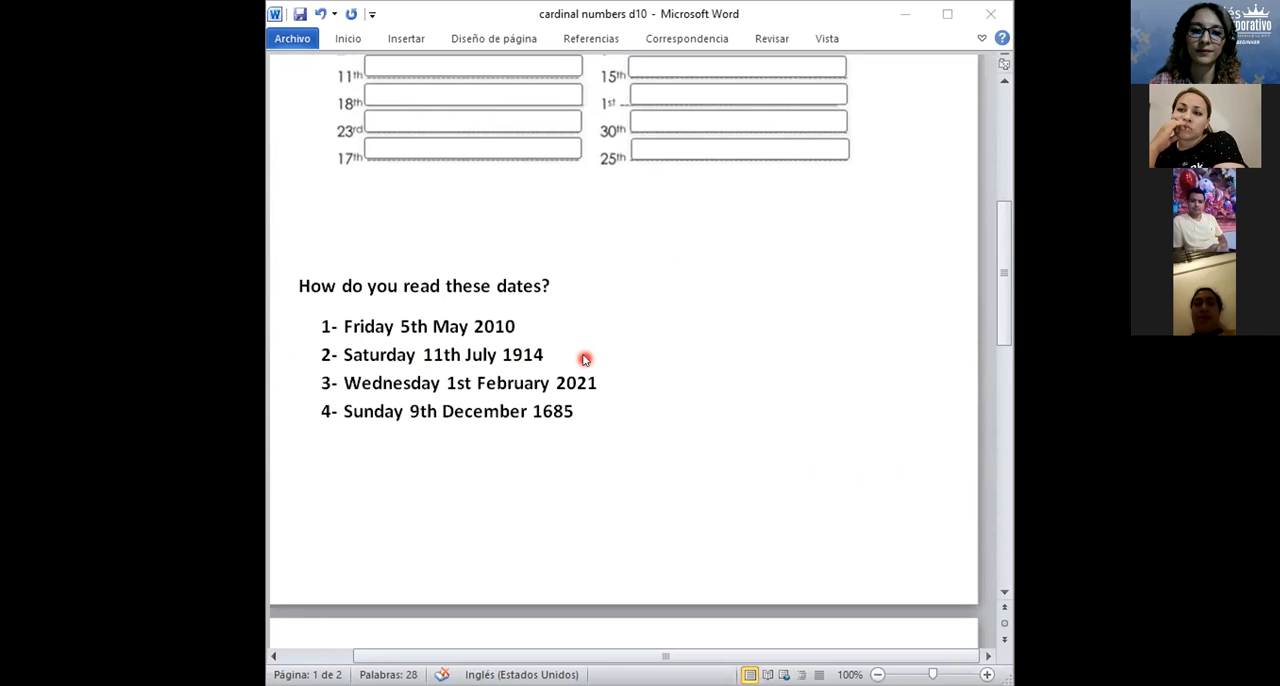 cardinal numbers d10 - Microsoft Word
Archivo Inicio Insertar Diseño de página Referencias Correspondencia Revisar Vista
11th 15th
18th 1st
23rd 30th
17th 25th
How do you read these dates?
1- Friday 5th May 2010
2- Saturday 11th July 1914
3- Wednesday 1st February 2021
4- Sunday 9th December 1685
Página: 1 de 2 Palabras: 28 Inglés (Estados Unidos) 100%